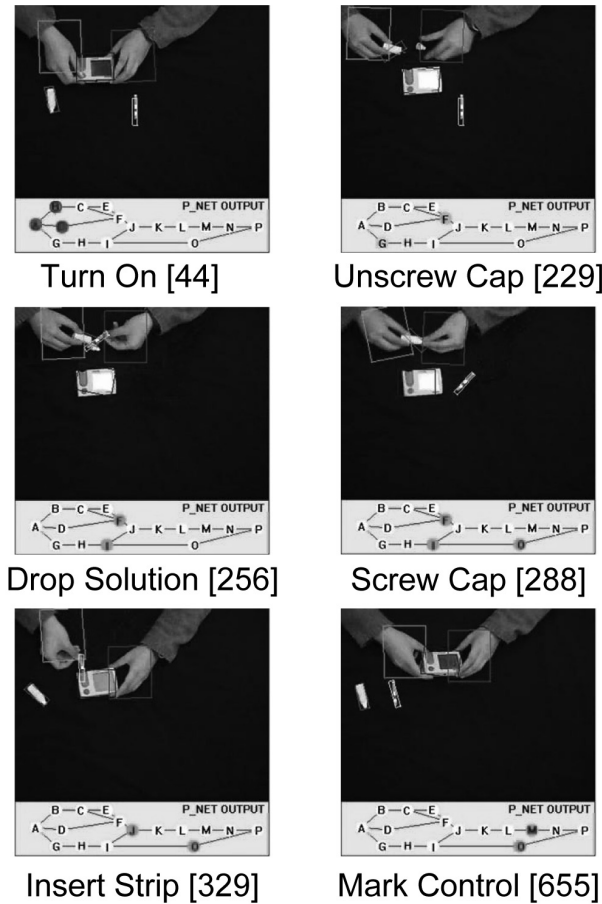 P_NET OUTPUT
B C E
A D F J K L M N P
G H I O
P_NET OUTPUT
B C E
A D F J K L M N P
G H I O
Turn On [44]
Unscrew Cap [229]
P_NET OUTPUT
B C E
A D F J K L M N P
G H I O
P_NET OUTPUT
B C E
A D F J K L M N P
G H I O
Drop Solution [256]
Screw Cap [288]
P_NET OUTPUT
B C E
A D F J K L M N P
G H I O
P_NET OUTPUT
B C E
A D F J K L M N P
G H I O
Insert Strip [329]
Mark Control [655]